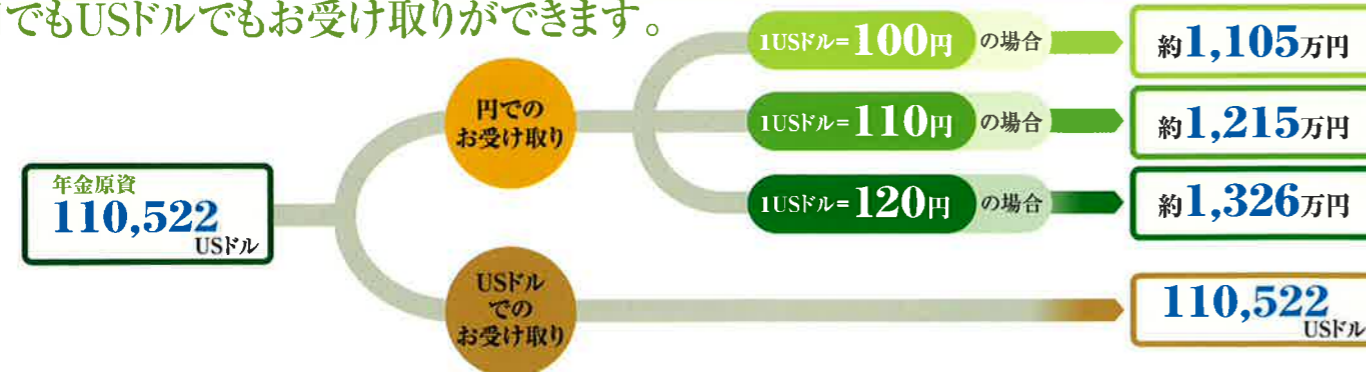 でもUSドルでもお受け取りができます。
年金原資
110,522
USドル
円での
お受け取り
1USドル=100円 の場合
約1,105万円
1USドル=110円 の場合
約1,215万円
1USドル=120円 の場合
約1,326万円
USドル
での
お受け取り
110,522
USドル